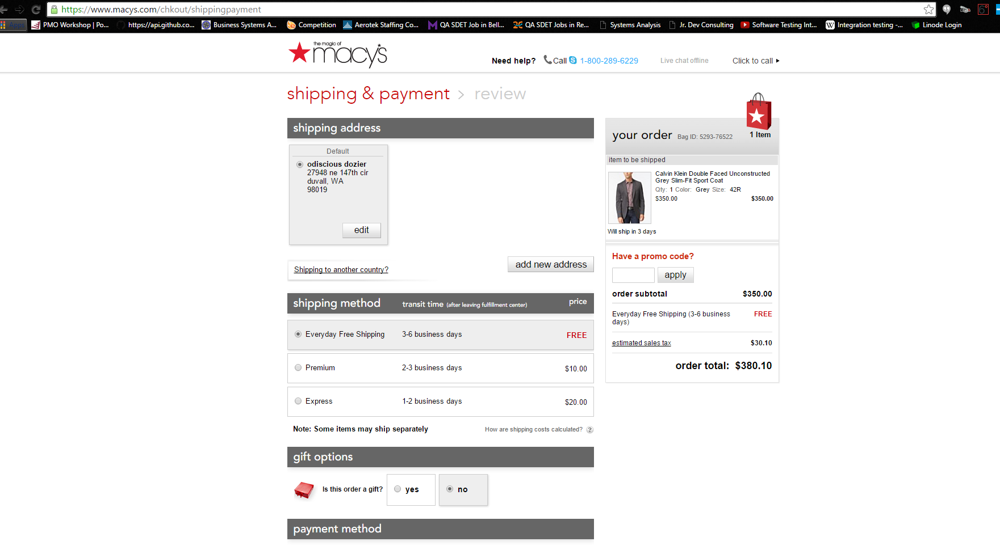 https://www.macys.com/chkout/shippingpayment
Apps
PMO Workshop | Po...
https://api.github.co...
Business Systems A...
Competition
Aerotek Staffing Co...
QA SDET Job in Bell...
QA SDET Jobs in Re...
Systems Analysis
Jr. Dev Consulting
Software Testing Int...
Integration testing -...
Linode Login
the magic of
macy's
Need help?
Call
1-800-289-6229
Live chat offline
Click to call
shipping & payment > review
shipping address
Default
odiscious dozier
27948 ne 147th cir
duvall, WA
98019
edit
Shipping to another country?
add new address
shipping method transit time (after leaving fulfillment center) price
Everyday Free Shipping 3-6 business days FREE
Premium 2-3 business days $10.00
Express 1-2 business days $20.00
Note: Some items may ship separately
How are shipping costs calculated? ?
gift options
Is this order a gift? yes no
payment method
your order Bag ID: 5293-76522
1 Item
item to be shipped
Calvin Klein Double Faced Unconstructed
Grey Slim-Fit Sport Coat
Qty: 1 Color: Grey Size: 42R
$350.00 $350.00
Will ship in 3 days
Have a promo code?
apply
order subtotal $350.00
Everyday Free Shipping (3-6 business FREE
days)
estimated sales tax $30.10
order total: $380.10